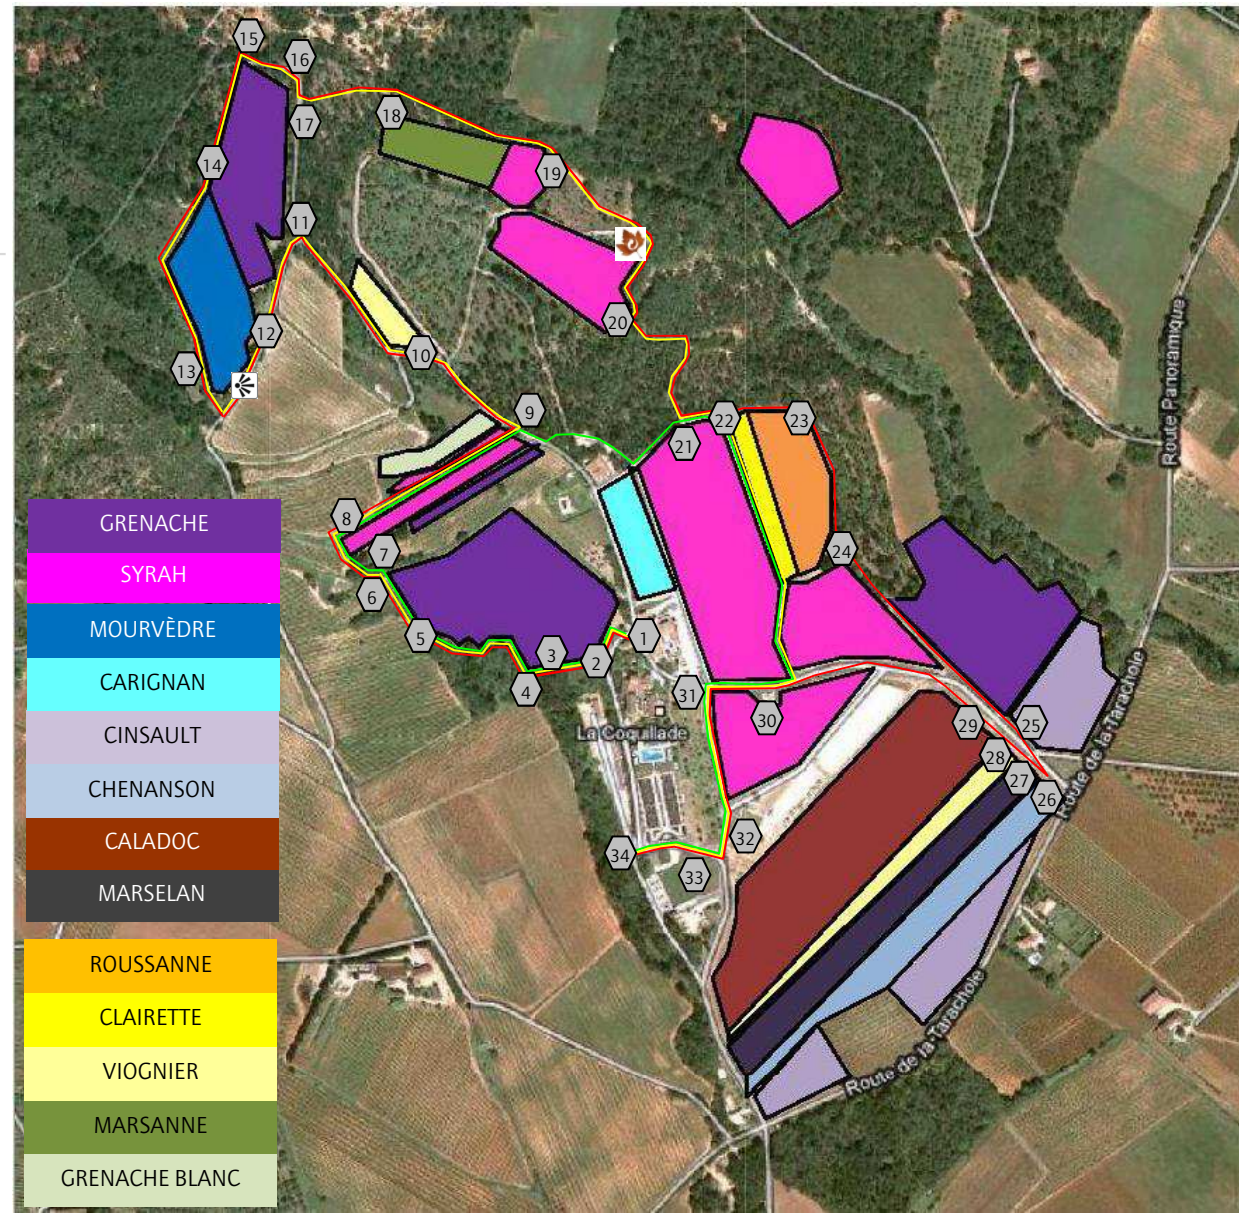 15
16
18
17
14
19
11
20
12
10
13
9
22
23
21
8
24
7
6
5
1
3
2
4
31
30
29
25
28
27
26
32
34
33
Route Panoramique
La Coquillade
Route de la Tarachole
Route de la Tarachole
GRENACHE
SYRAH
MOURVÈDRE
CARIGNAN
CINSAULT
CHENANSON
CALADOC
MARSELAN
ROUSSANNE
CLAIRETTE
VIOGNIER
MARSANNE
GRENACHE BLANC